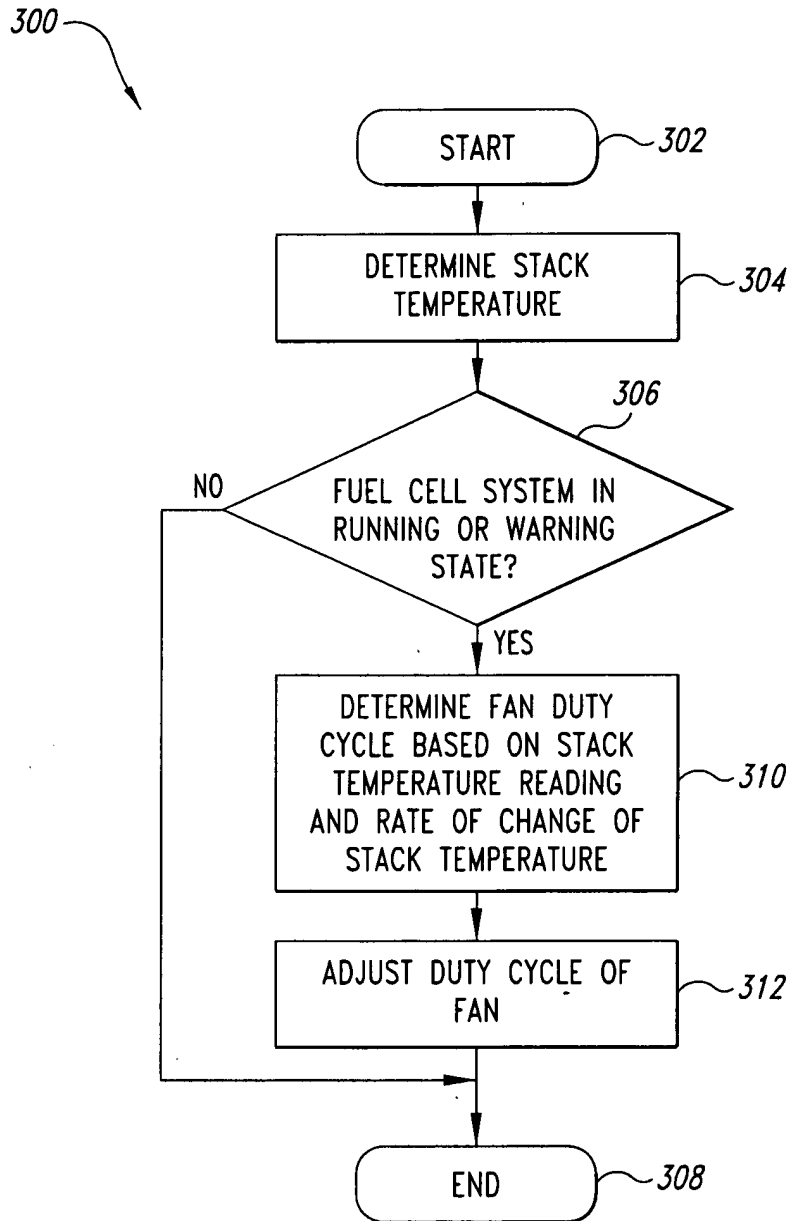 300
START
302
DETERMINE STACK
TEMPERATURE
304
306
NO
FUEL CELL SYSTEM IN
RUNNING OR WARNING
STATE?
YES
DETERMINE FAN DUTY
CYCLE BASED ON STACK
TEMPERATURE READING
AND RATE OF CHANGE OF
STACK TEMPERATURE
310
ADJUST DUTY CYCLE OF
FAN
312
END
308